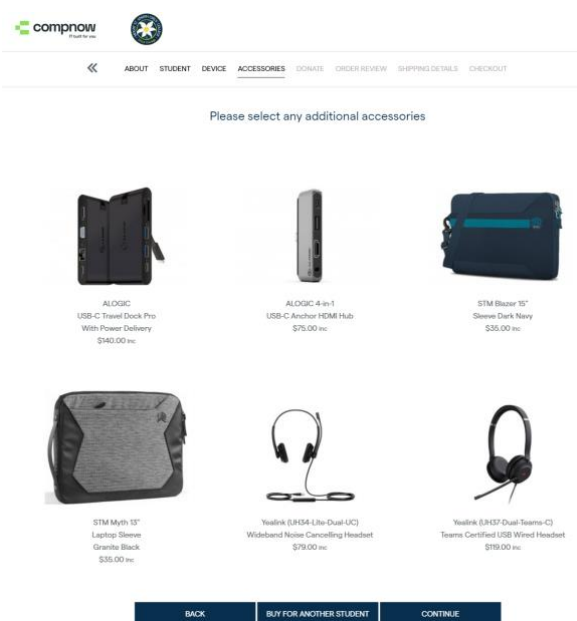 compnow
IT built for you
ABOUT STUDENT DEVICE ACCESSORIES DONATE ORDER REVIEW SHIPPING DETAILS CHECKOUT
Please select any additional accessories
ALOGIC
USB-C Travel Dock Pro
With Power Delivery
$140.00 inc
ALOGIC 4-in-1
USB-C Anchor HDMI Hub
$75.00 inc
STM Blazer 15"
Sleeve Dark Navy
$35.00 inc
STM Myth 13"
Laptop Sleeve
Granite Black
$35.00 inc
Yealink (UH34-Lite-Dual-UC)
Wideband Noise Cancelling Headset
$79.00 inc
Yealink (UH37-Dual-Teams-C)
Teams Certified USB Wired Headset
$119.00 inc
BACK BUY FOR ANOTHER STUDENT CONTINUE